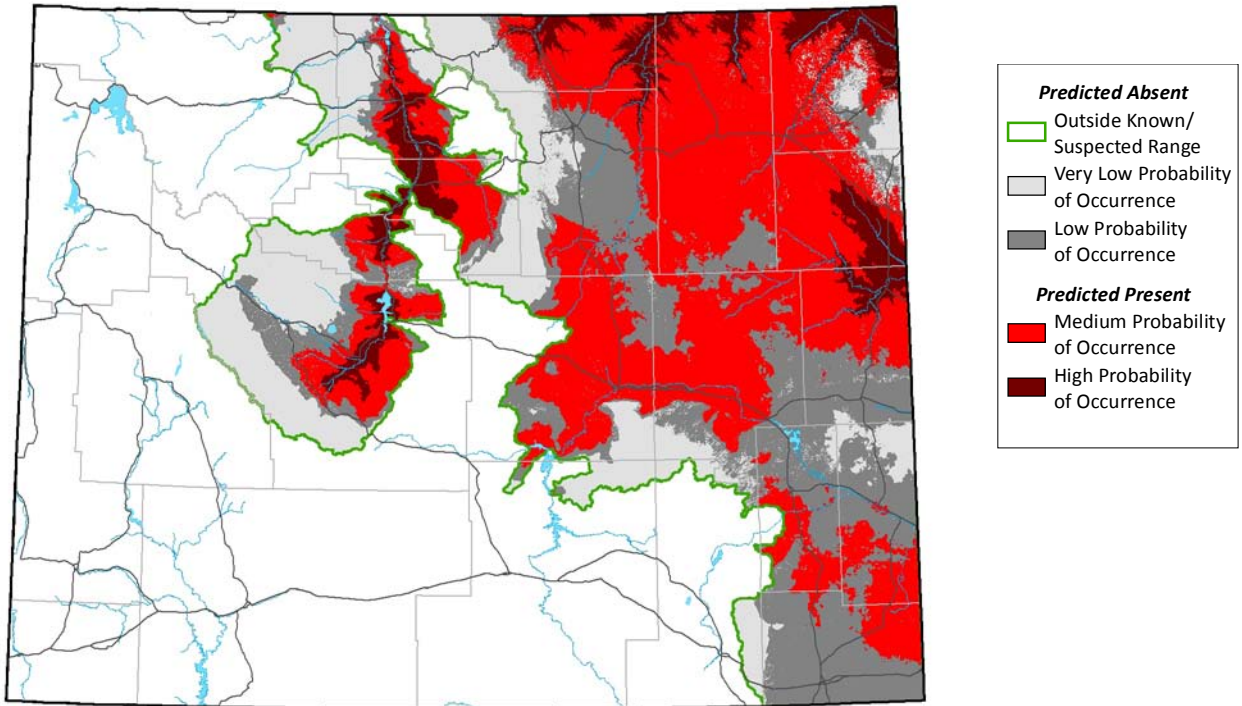 Predicted Absent
Outside Known/
Suspected Range
Very Low Probability
of Occurrence
Low Probability
of Occurrence
Predicted Present
Medium Probability
of Occurrence
High Probability
of Occurrence